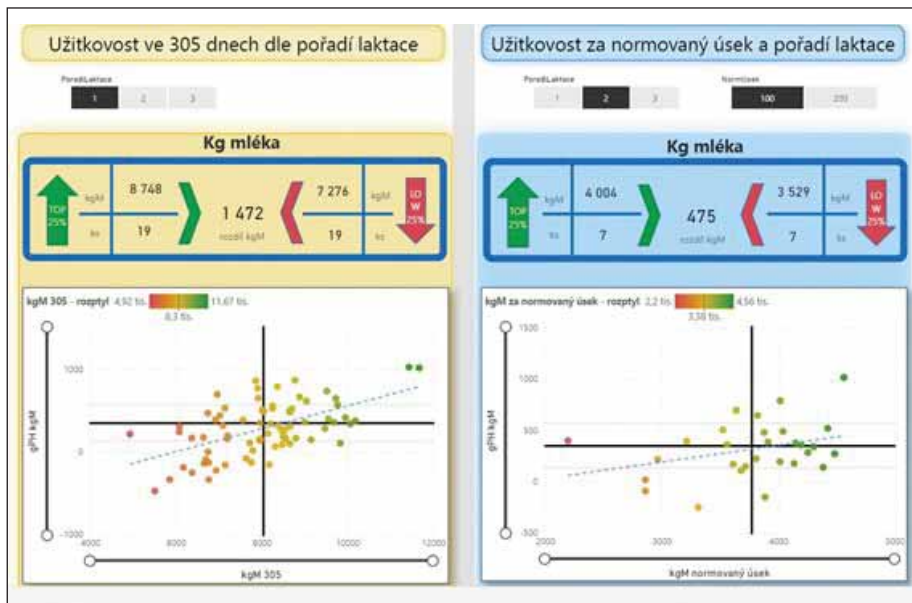 Užitkovost ve 305 dnech dle pořadí laktace
PoradiLaktace
1 2 3
Kg mléka
TOP 25%
kgM 8 748
ks 19
1 472
rozdíl kgM
7 276 kgM
19 ks
LO W 25%
kgM 305 - rozptyl 4,92 tis. 11,67 tis.
8,3 tis.
gPH kgM
1000
0
-1000
4000 6000 8000 10000 12000
kgM 305
Užitkovost za normovaný úsek a pořadí laktace
PoradiLaktace
1 2 3
NormUsek
100 200
Kg mléka
TOP 25%
kgM 4 004
ks 7
475
rozdíl kgM
3 529 kgM
7 ks
LO W 25%
kgM za normovaný úsek - rozptyl 2,2 tis. 4,56 tis.
3,38 tis.
gPH kgM
1500
1000
500
0
-500
2000 3000 4000 5000
kgM normovaný úsek